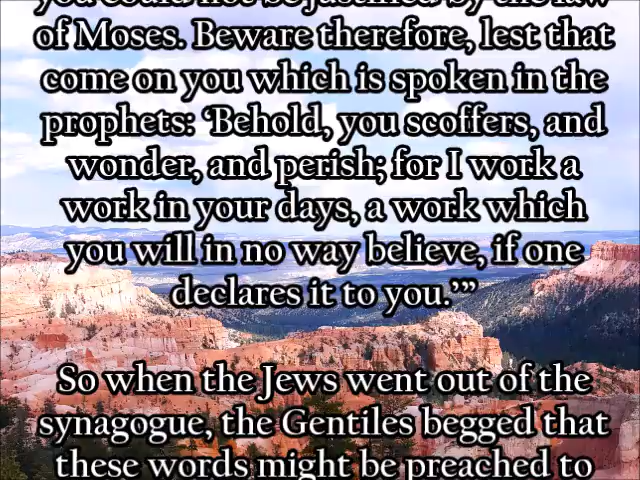 you could not be justified by the law
of Moses. Beware therefore, lest that
come on you which is spoken in the
prophets: ‘Behold, you scoffers, and
wonder, and perish; for I work a
work in your days, a work which
you will in no way believe, if one
declares it to you.’”
So when the Jews went out of the
synagogue, the Gentiles begged that
these words might be preached to